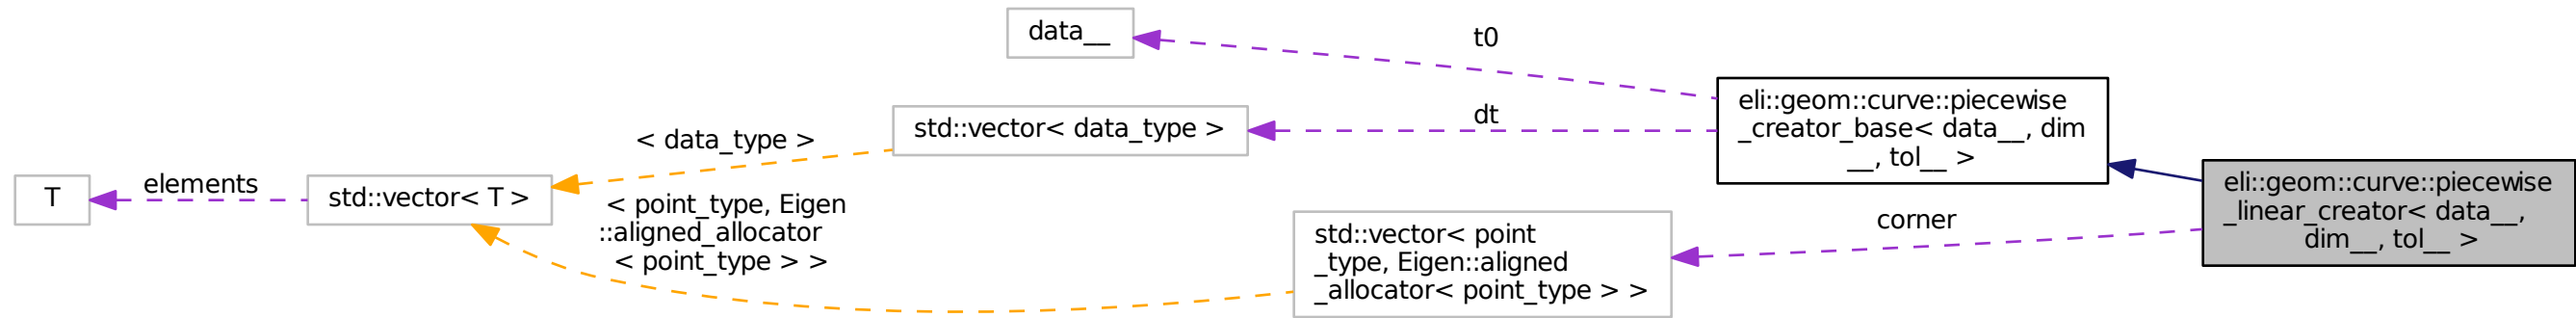 data__
t0
eli::geom::curve::piecewise
_creator_base< data__, dim
__, tol__ >
dt
std::vector< data_type >
< data_type >
T
elements
std::vector< T >
< point_type, Eigen
::aligned_allocator
< point_type > >
std::vector< point
_type, Eigen::aligned
_allocator< point_type > >
corner
eli::geom::curve::piecewise
_linear_creator< data__,
dim__, tol__ >